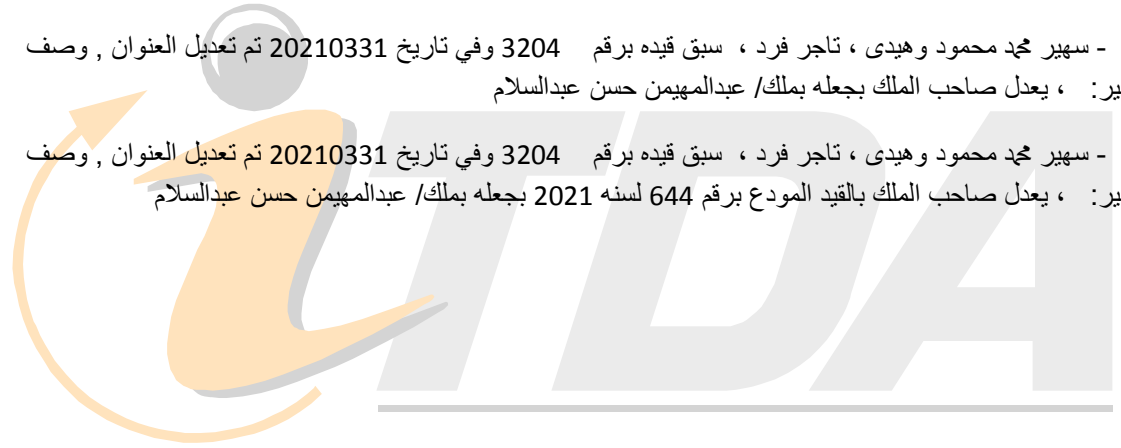 - سهير محمد محمود وهيدى ، تاجر فرد ، سبق قيده برقم 3204 وفي تاريخ 20210331 تم تعديل العنوان , وصف
ير: ، يعدل صاحب الملك بجعله بملك/ عبدالمهيمن حسن عبدالسلام
- سهير محمد محمود وهيدى ، تاجر فرد ، سبق قيده برقم 3204 وفي تاريخ 20210331 تم تعديل العنوان , وصف
ير: ، يعدل صاحب الملك بالقيد المودع برقم 644 لسنه 2021 بجعله بملك/ عبدالمهيمن حسن عبدالسلام
iTDA